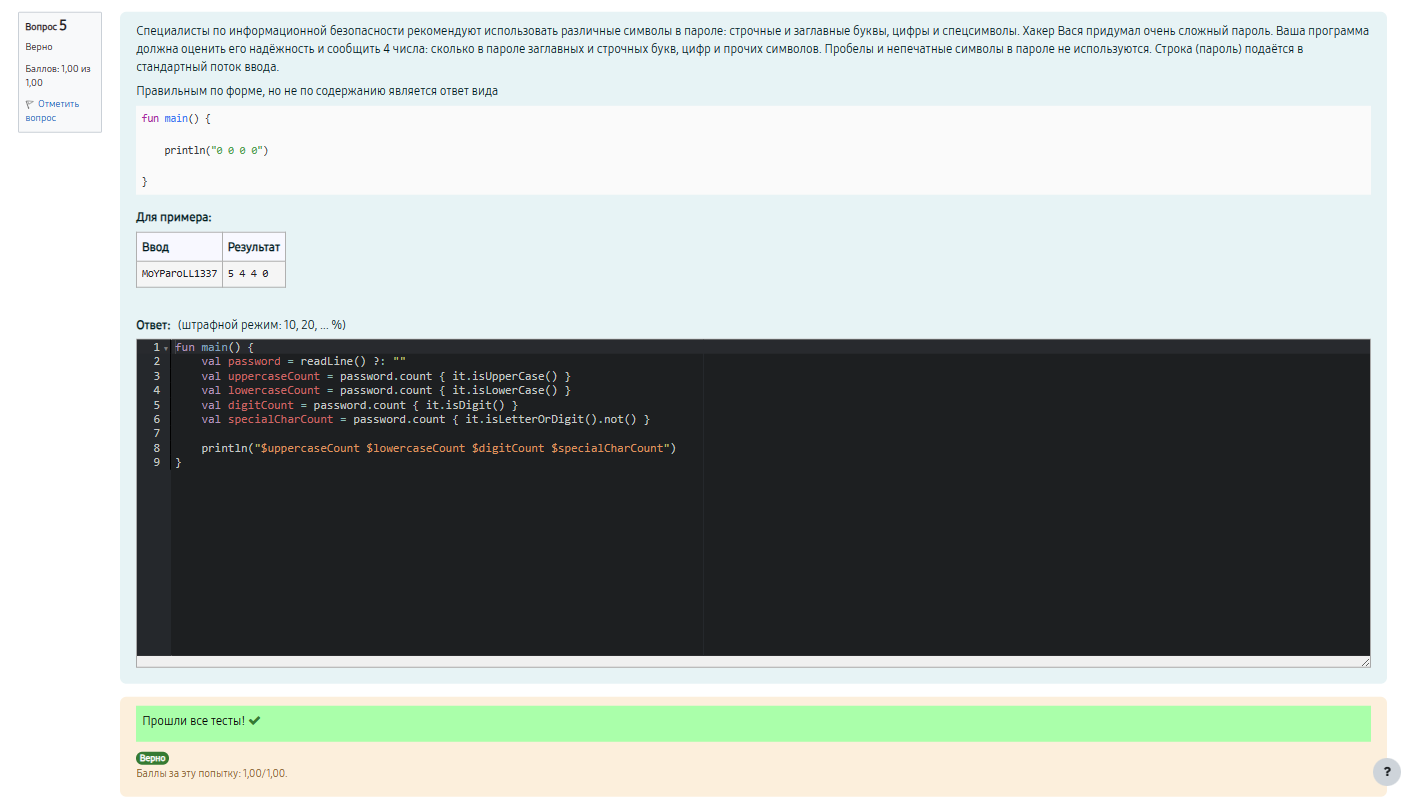 Вопрос 5
Верно
Баллов: 1,00 из
1,00
Отметить
вопрос
Специалисты по информационной безопасности рекомендуют использовать различные символы в пароле: строчные и заглавные буквы, цифры и спецсимволы. Хакер Вася придумал очень сложный пароль. Ваша программа
должна оценить его надёжность и сообщить 4 числа: сколько в пароле заглавных и строчных букв, цифр и прочих символов. Пробелы и непечатные символы в пароле не используются. Строка (пароль) подаётся в
стандартный поток ввода.
Правильным по форме, но не по содержанию является ответ вида
fun main() {
println("0 0 0 0")
}
Для примера:
Ввод Результат
MoYParoLL1337 5 4 4 0
Ответ: (штрафной режим: 10, 20, ... %)
1 fun main() {
2 val password = readLine() ?: ""
3 val uppercaseCount = password.count { it.isUpperCase() }
4 val lowercaseCount = password.count { it.isLowerCase() }
5 val digitCount = password.count { it.isDigit() }
6 val specialCharCount = password.count { it.isLetterOrDigit().not() }
7
8 println("$uppercaseCount $lowercaseCount $digitCount $specialCharCount")
9 }
Прошли все тесты!
Верно
Баллы за эту попытку: 1,00/1,00.
?